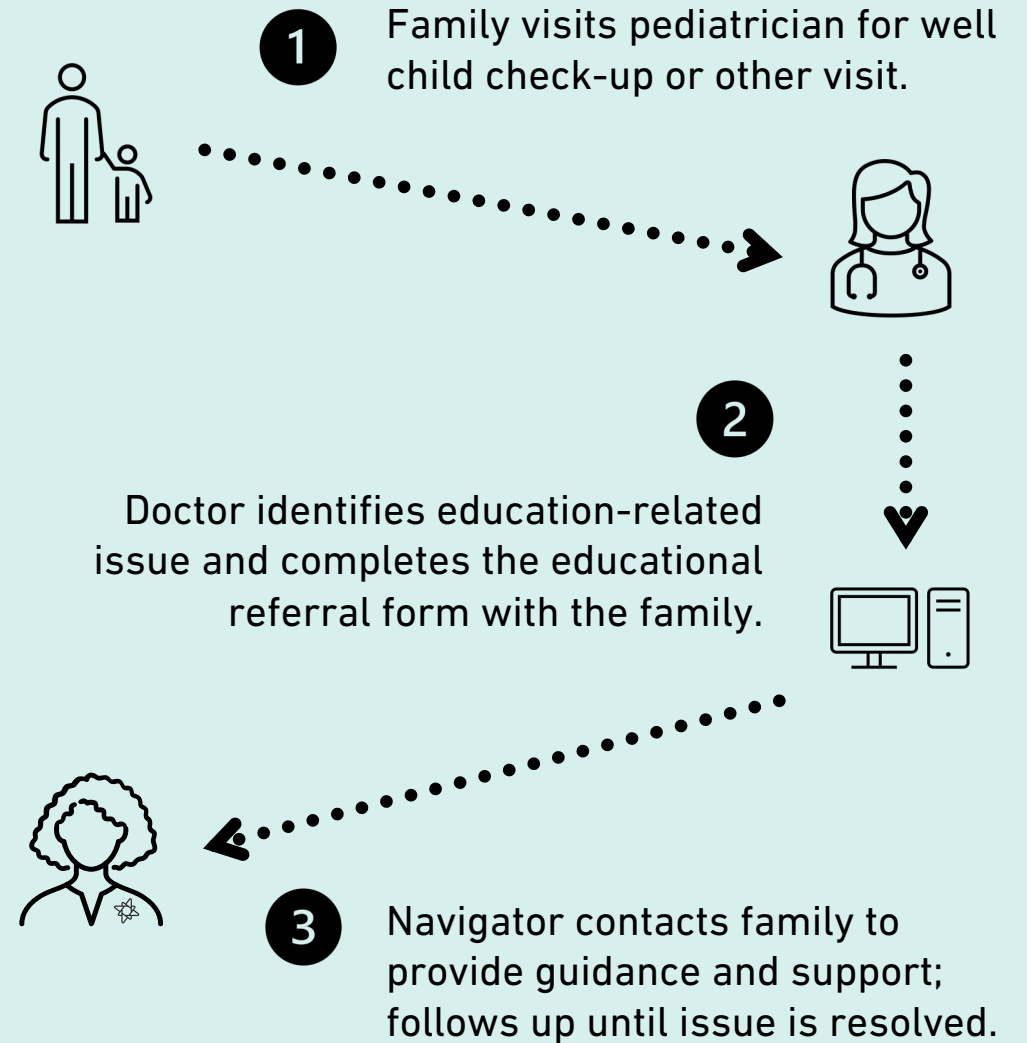 1
Family visits pediatrician for well
child check-up or other visit.
2
Doctor identifies education-related
issue and completes the educational
referral form with the family.
3
Navigator contacts family to
provide guidance and support;
follows up until issue is resolved.